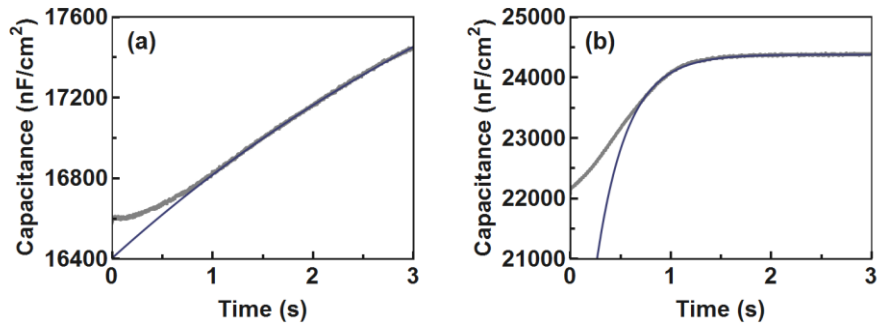 (a)
Capacitance (nF/cm²)
17600
17200
16800
16400
0 1 2 3
Time (s)
(b)
Capacitance (nF/cm²)
25000
24000
23000
22000
21000
0 1 2 3
Time (s)